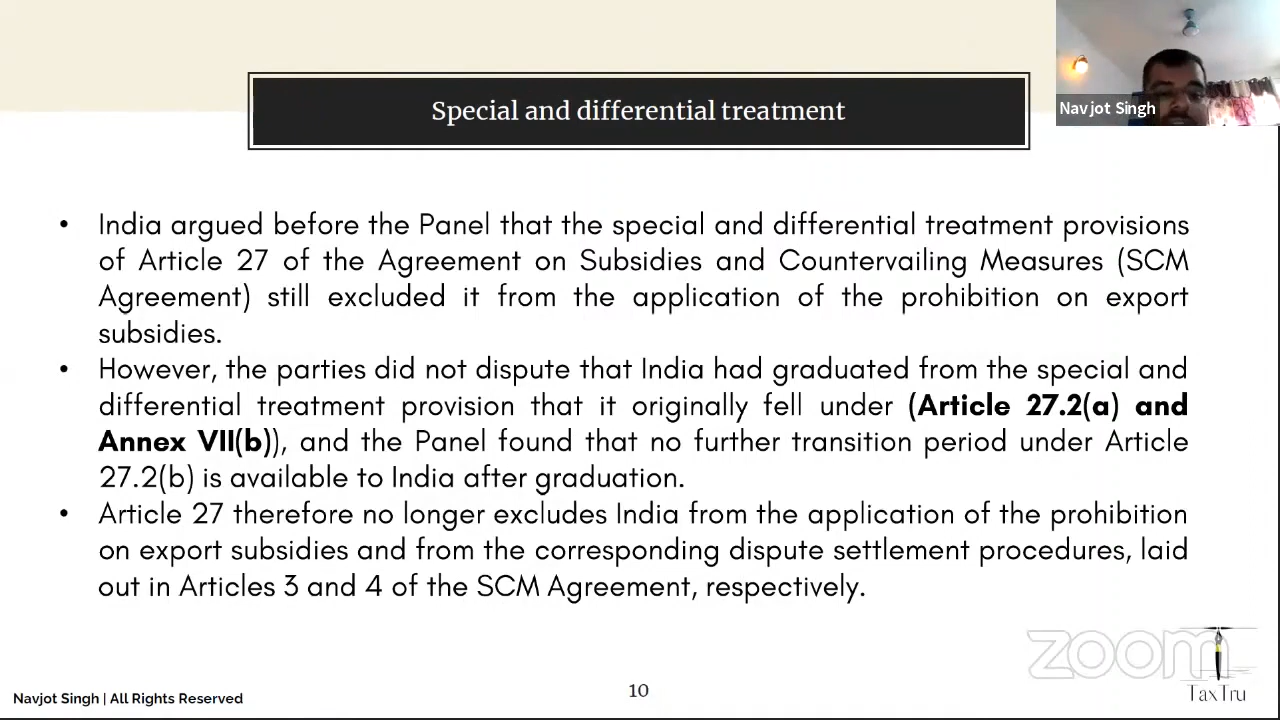 Special and differential treatment
Navjot Singh
• India argued before the Panel that the special and differential treatment provisions
of Article 27 of the Agreement on Subsidies and Countervailing Measures (SCM
Agreement) still excluded it from the application of the prohibition on export
subsidies.
• However, the parties did not dispute that India had graduated from the special and
differential treatment provision that it originally fell under (Article 27.2(a) and
Annex VII(b)), and the Panel found that no further transition period under Article
27.2(b) is available to India after graduation.
• Article 27 therefore no longer excludes India from the application of the prohibition
on export subsidies and from the corresponding dispute settlement procedures, laid
out in Articles 3 and 4 of the SCM Agreement, respectively.
zoom
TaxTru
10
Navjot Singh | All Rights Reserved